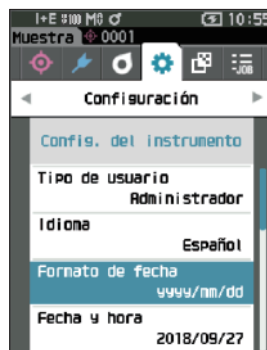 I+E M0 10:55
Muestra 0001
JOB
Configuración
Config. del instrumento
Tipo de usuario
Administrador
Idioma
Español
Formato de fecha
yyyy/mm/dd
Fecha y hora
2018/09/27